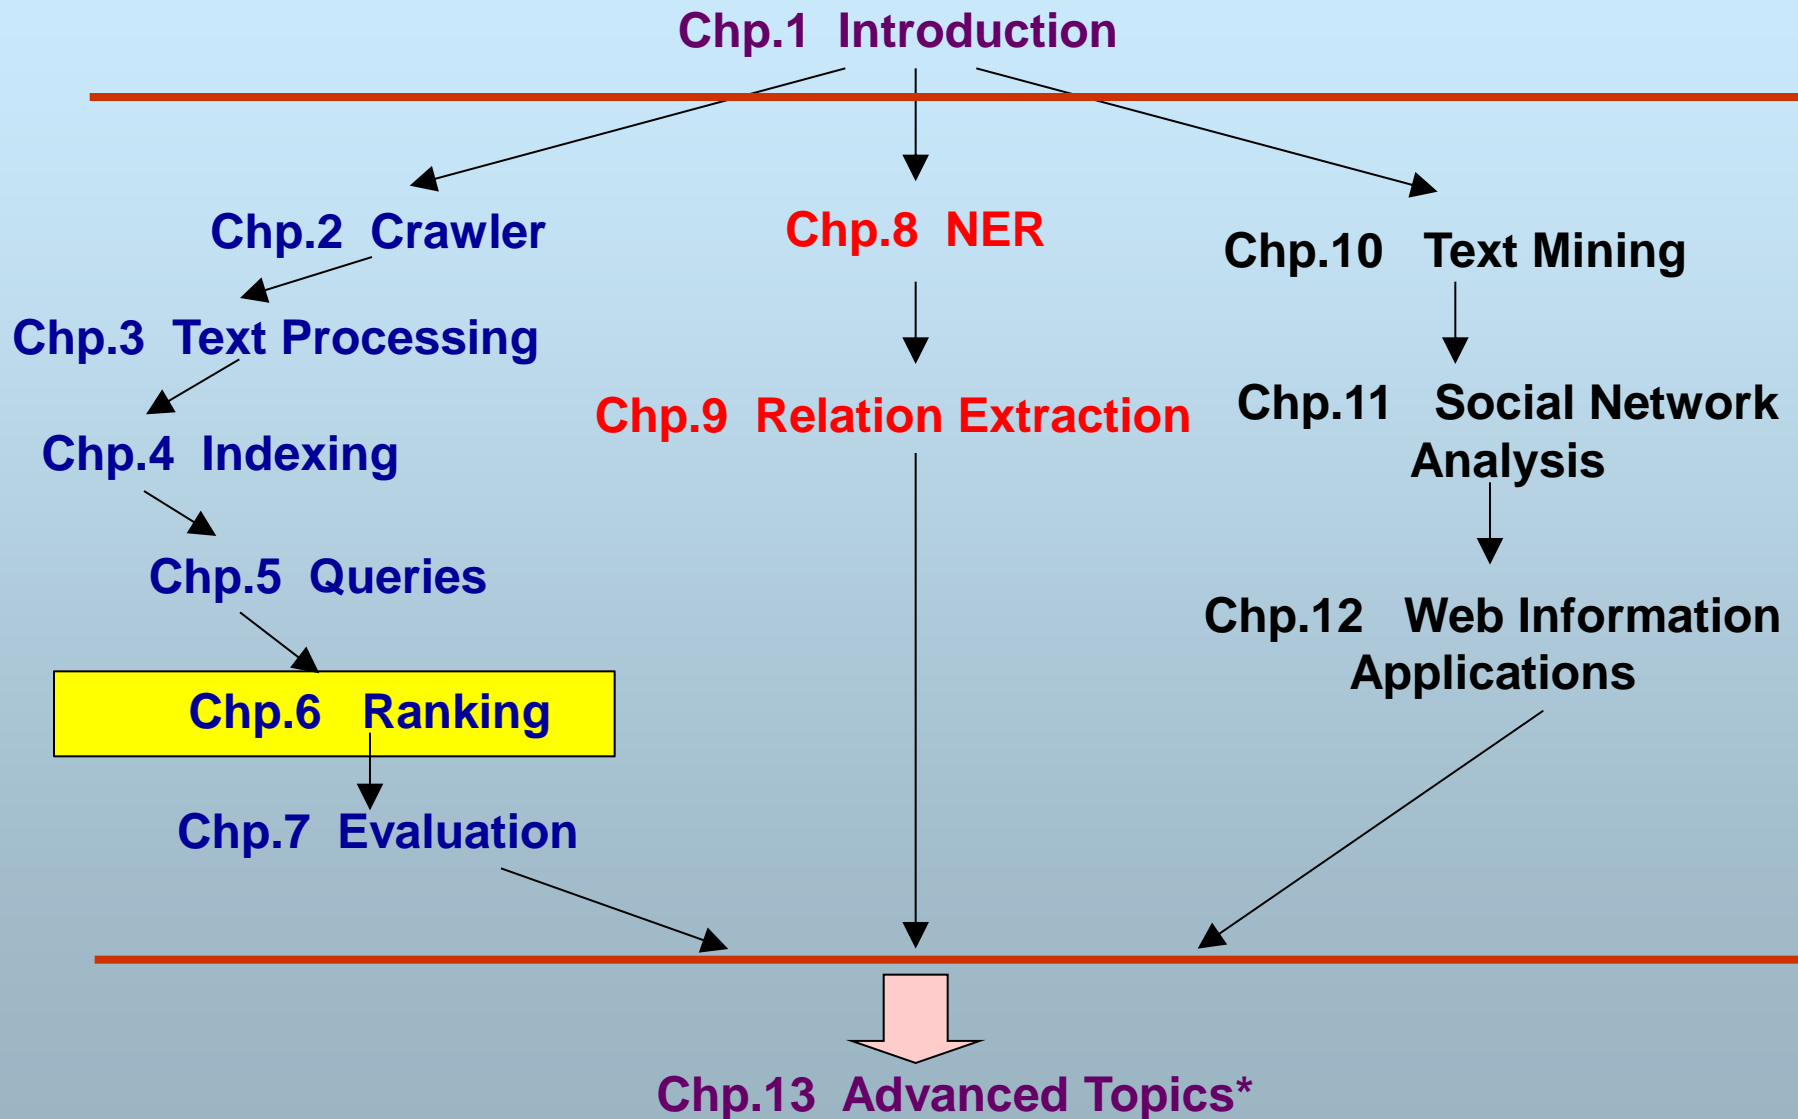 Chp.1 Introduction
Chp.2 Crawler
Chp.3 Text Processing
Chp.4 Indexing
Chp.5 Queries
Chp.6 Ranking
Chp.7 Evaluation
Chp.8 NER
Chp.9 Relation Extraction
Chp.10 Text Mining
Chp.11 Social Network
Analysis
Chp.12 Web Information
Applications
Chp.13 Advanced Topics*